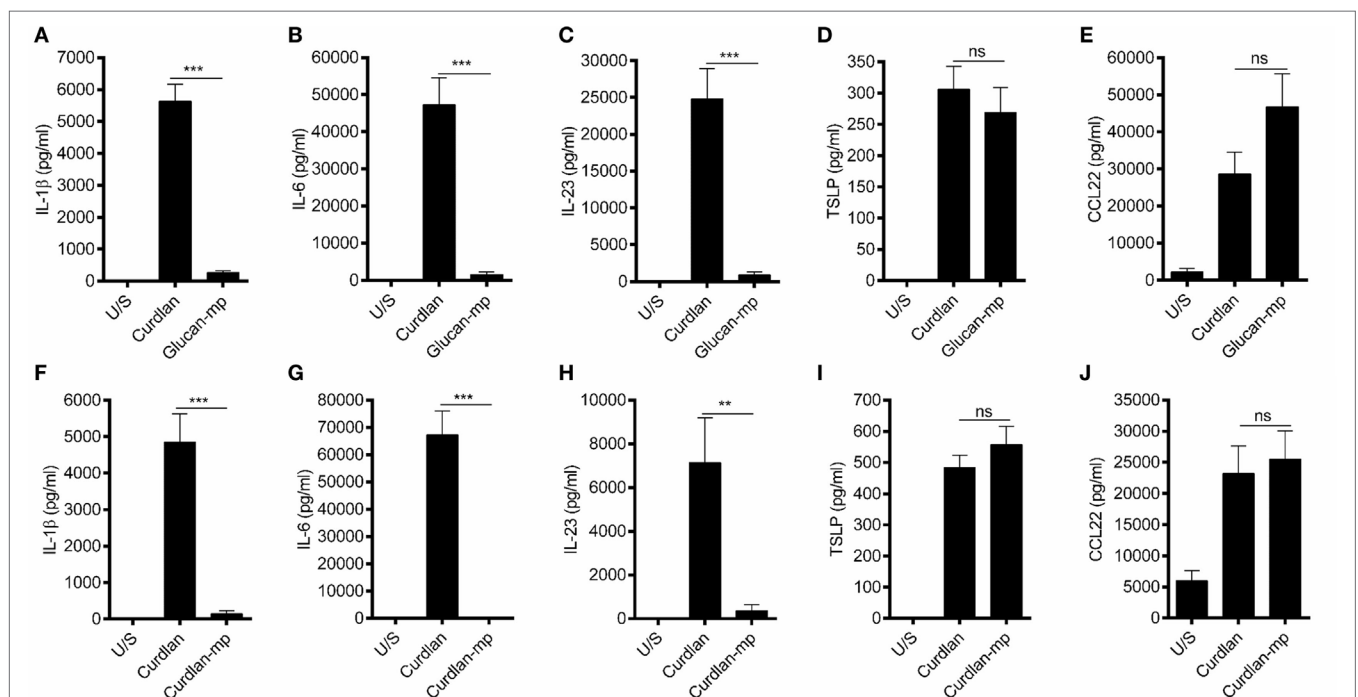 A
IL-1β (pg/ml)
7000
6000
5000
4000
3000
2000
1000
0
***
U/S
Curdlan
Glucan-mp
B
IL-6 (pg/ml)
60000
50000
40000
30000
20000
10000
0
***
U/S
Curdlan
Glucan-mp
C
IL-23 (pg/ml)
30000
25000
20000
15000
10000
5000
0
***
U/S
Curdlan
Glucan-mp
D
TSLP (pg/ml)
350
300
250
200
150
100
50
0
ns
U/S
Curdlan
Glucan-mp
E
CCL22 (pg/ml)
60000
50000
40000
30000
20000
10000
0
ns
U/S
Curdlan
Glucan-mp
F
IL-1β (pg/ml)
6000
5000
4000
3000
2000
1000
0
***
U/S
Curdlan
Curdlan-mp
G
IL-6 (pg/ml)
80000
70000
60000
50000
40000
30000
20000
10000
0
***
U/S
Curdlan
Curdlan-mp
H
IL-23 (pg/ml)
10000
8000
6000
4000
2000
0
**
U/S
Curdlan
Curdlan-mp
I
TSLP (pg/ml)
700
600
500
400
300
200
100
0
ns
U/S
Curdlan
Curdlan-mp
J
CCL22 (pg/ml)
35000
30000
25000
20000
15000
10000
5000
0
ns
U/S
Curdlan
Curdlan-mp